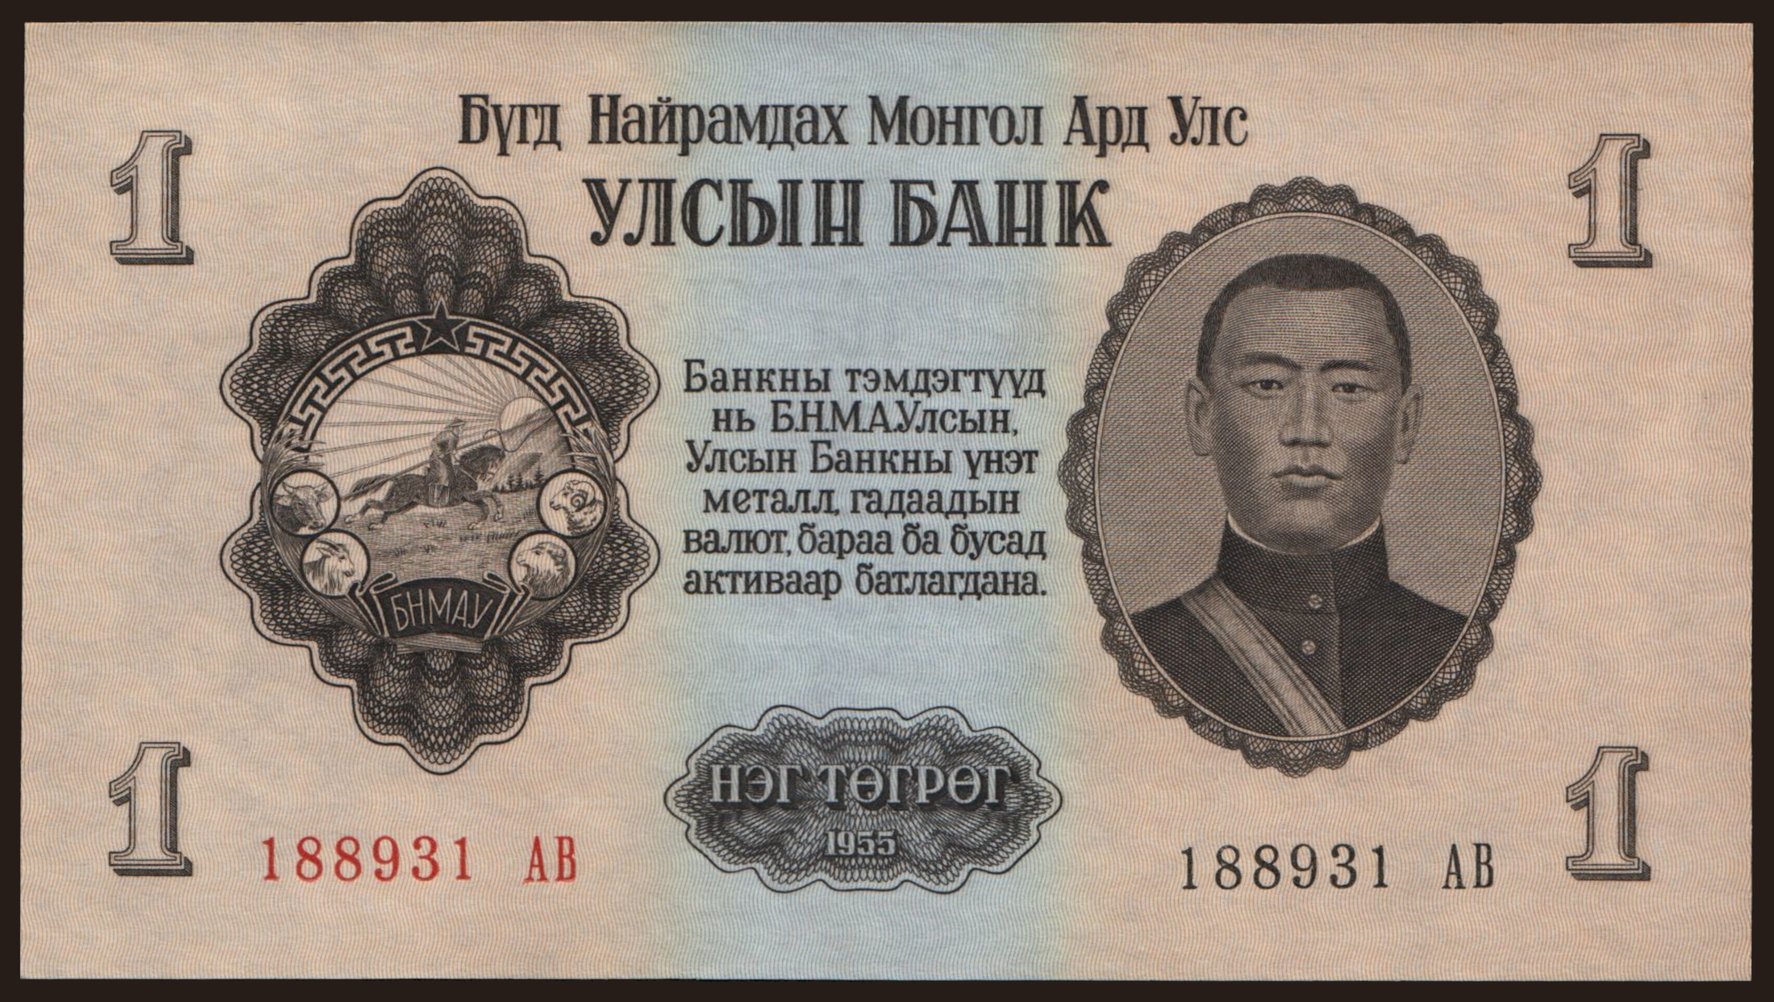 Бүгд Найрамдах Монгол Ард Улс
УЛСЫН БАНК
1
1
Банкны тэмдэгтүүд
нь Б.Н.М.А.Улсын,
Улсын Банкны үнэт
металл, гадаадын
валют, бараа ба бусад
активаар батлагдана.
БНМАУ
НЭГ ТӨГРӨГ
1955
1
1
188931 АВ
188931 АВ